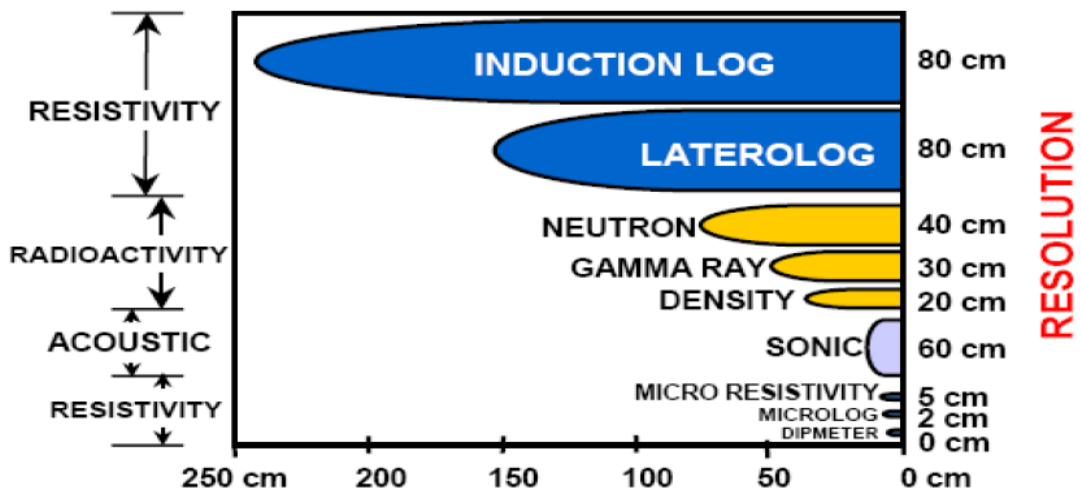 INDUCTION LOG
80 cm
RESISTIVITY
LATEROLOG
80 cm
NEUTRON
40 cm
RADIOACTIVITY
GAMMA RAY
30 cm
DENSITY
20 cm
ACOUSTIC
SONIC
60 cm
RESISTIVITY
MICRO RESISTIVITY
5 cm
MICROLOG
2 cm
DIPMETER
0 cm
250 cm
200
150
100
50
0 cm
RESOLUTION